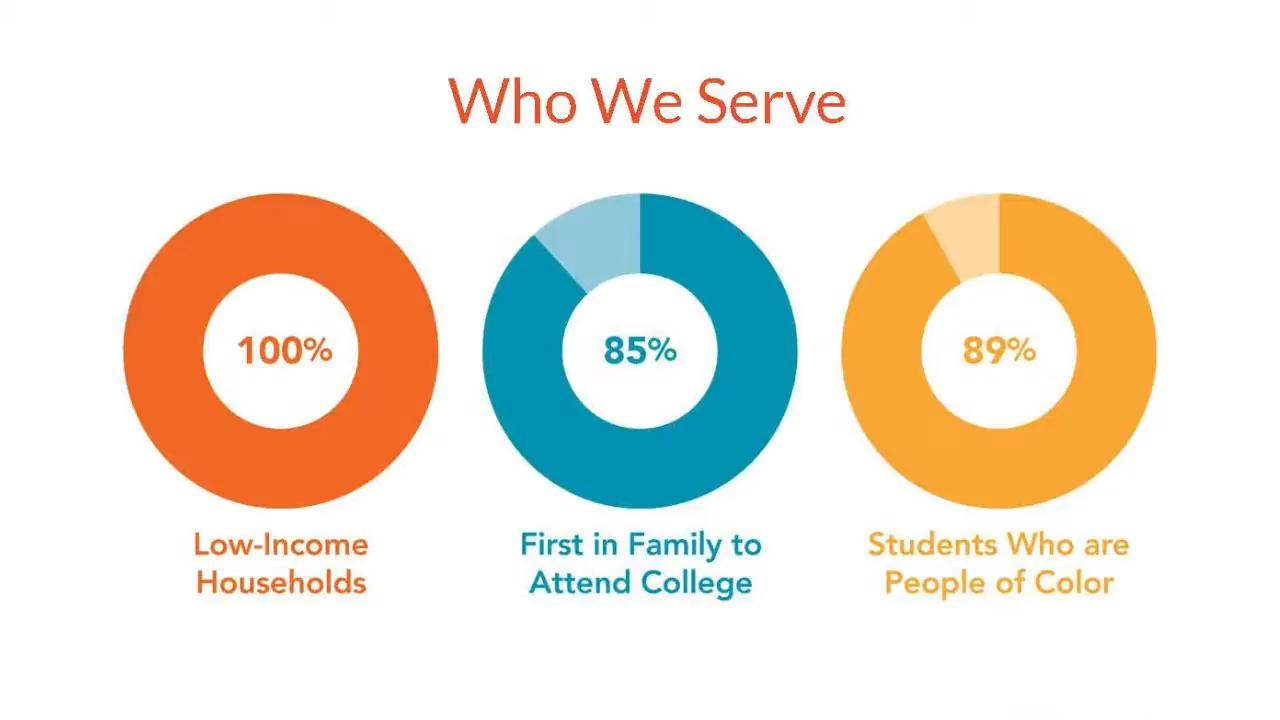 Who We Serve
100%
85%
89%
Low-Income
Households
First in Family to
Attend College
Students Who are
People of Color